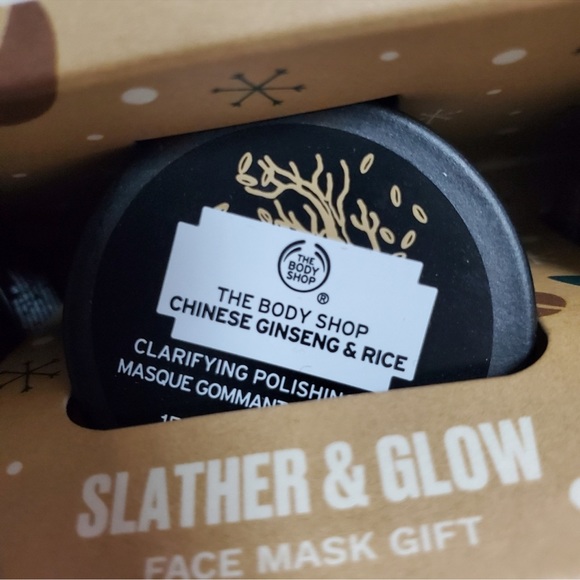 THE
BODY
SHOP
®
THE BODY SHOP
CHINESE GINSENG & RICE
CLARIFYING POLISHIN
MASQUE GOMMANT
SLATHER & GLOW
FACE MASK GIFT